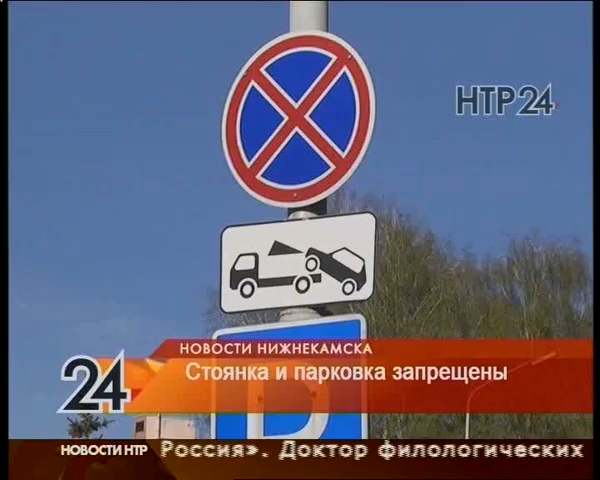 НТР24
НОВОСТИ НИЖНЕКАМСКА
Стоянка и парковка запрещены
24
НОВОСТИ НТР Россия». Доктор филологических